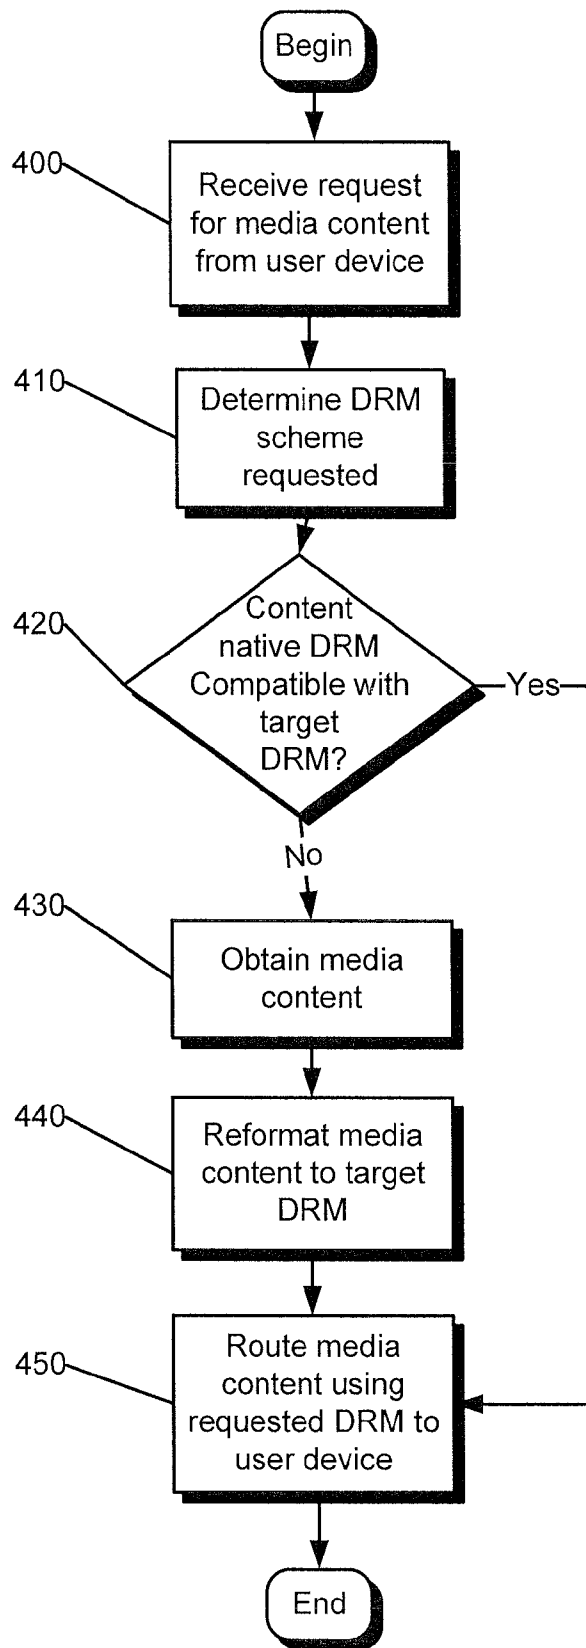 Begin
400
Receive request
for media content
from user device
410
Determine DRM
scheme
requested
420
Content
native DRM
Compatible with
target
DRM?
Yes
No
430
Obtain media
content
440
Reformat media
content to target
DRM
450
Route media
content using
requested DRM to
user device
End